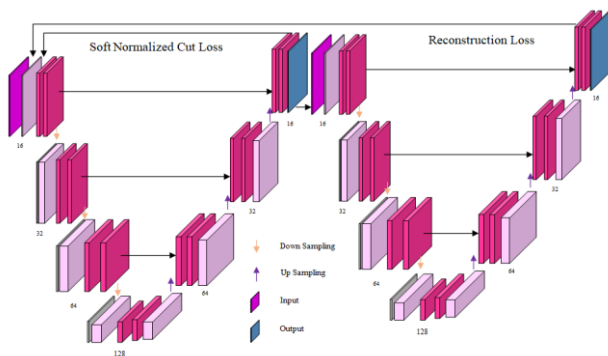 Soft Normalized Cut Loss
Reconstruction Loss
16
16
16
16
32
32
32
32
64
64
64
64
128
128
Down Sampling
Up Sampling
Input
Output